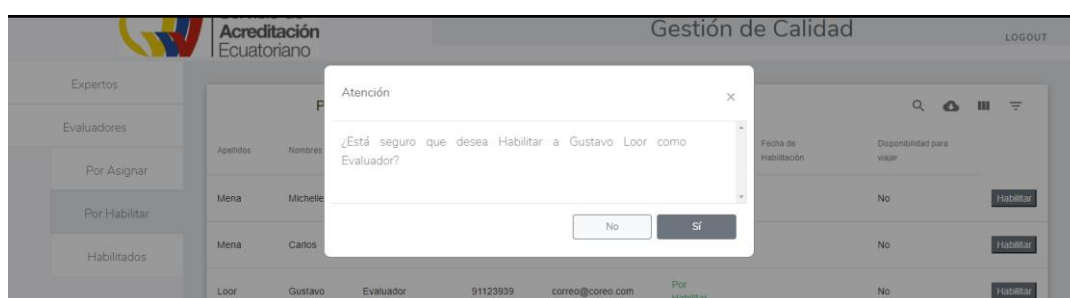 Acreditación
Ecuatoriano
Gestión de Calidad
LOGOUT
Expertos
Evaluadores
Por Asignar
Por Habilitar
Habilitados
Atención
×
¿Está seguro que desea Habilitar a Gustavo Loor como
Evaluador?
No
Sí
Apellidos
Nombres
Fecha de
Habilitación
Disponibilidad para
viajar
Mena
Michelle
No
Habilitar
Mena
Carlos
No
Habilitar
Loor
Gustavo
Evaluador
91123939
correo@coreo.com
Por
Habilitar
No
Habilitar